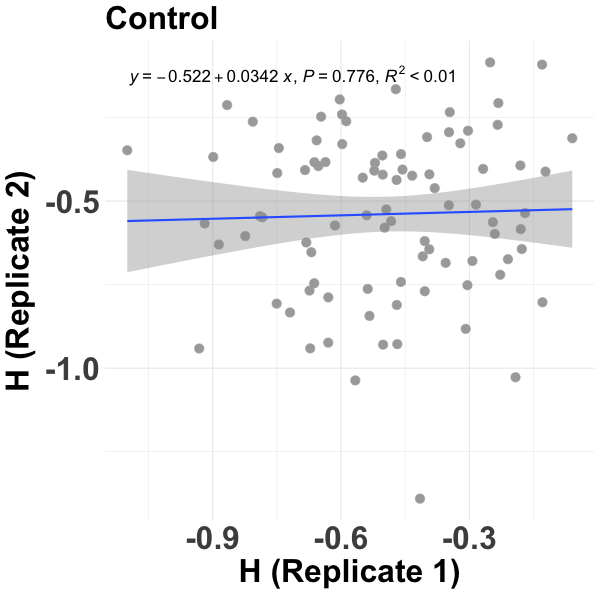 Control
y = −0.522 + 0.0342 x, P = 0.776, R² < 0.01
H (Replicate 2)
-0.5
-1.0
-0.9 -0.6 -0.3
H (Replicate 1)